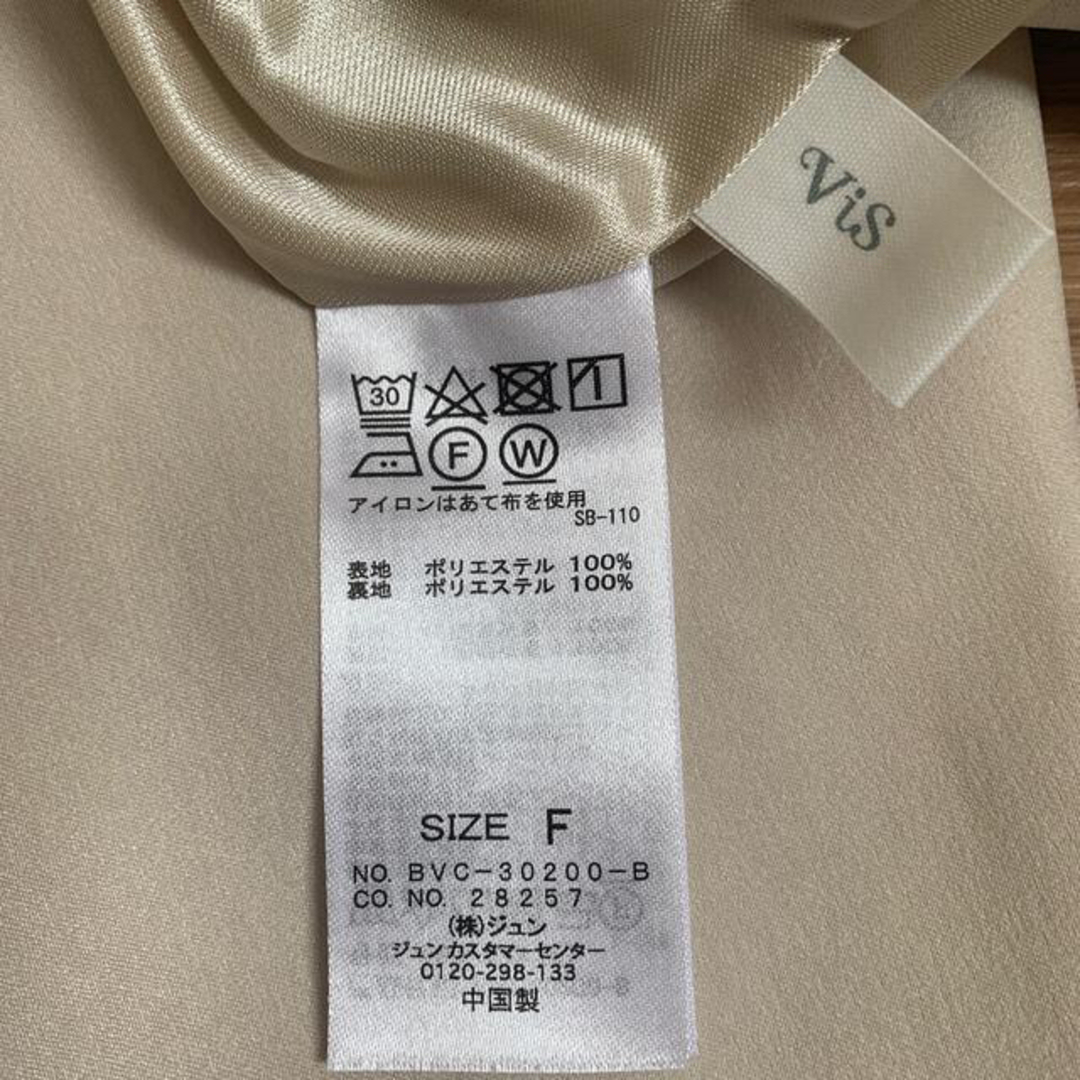 ViS
30
F W
アイロンはあて布を使用
SB-110
表地 ポリエステル 100%
裏地 ポリエステル 100%
SIZE F
NO. BVC-30200-B
CO. NO. 28257
(株)ジュン
ジュンカスタマーセンター
0120-298-133
中国製